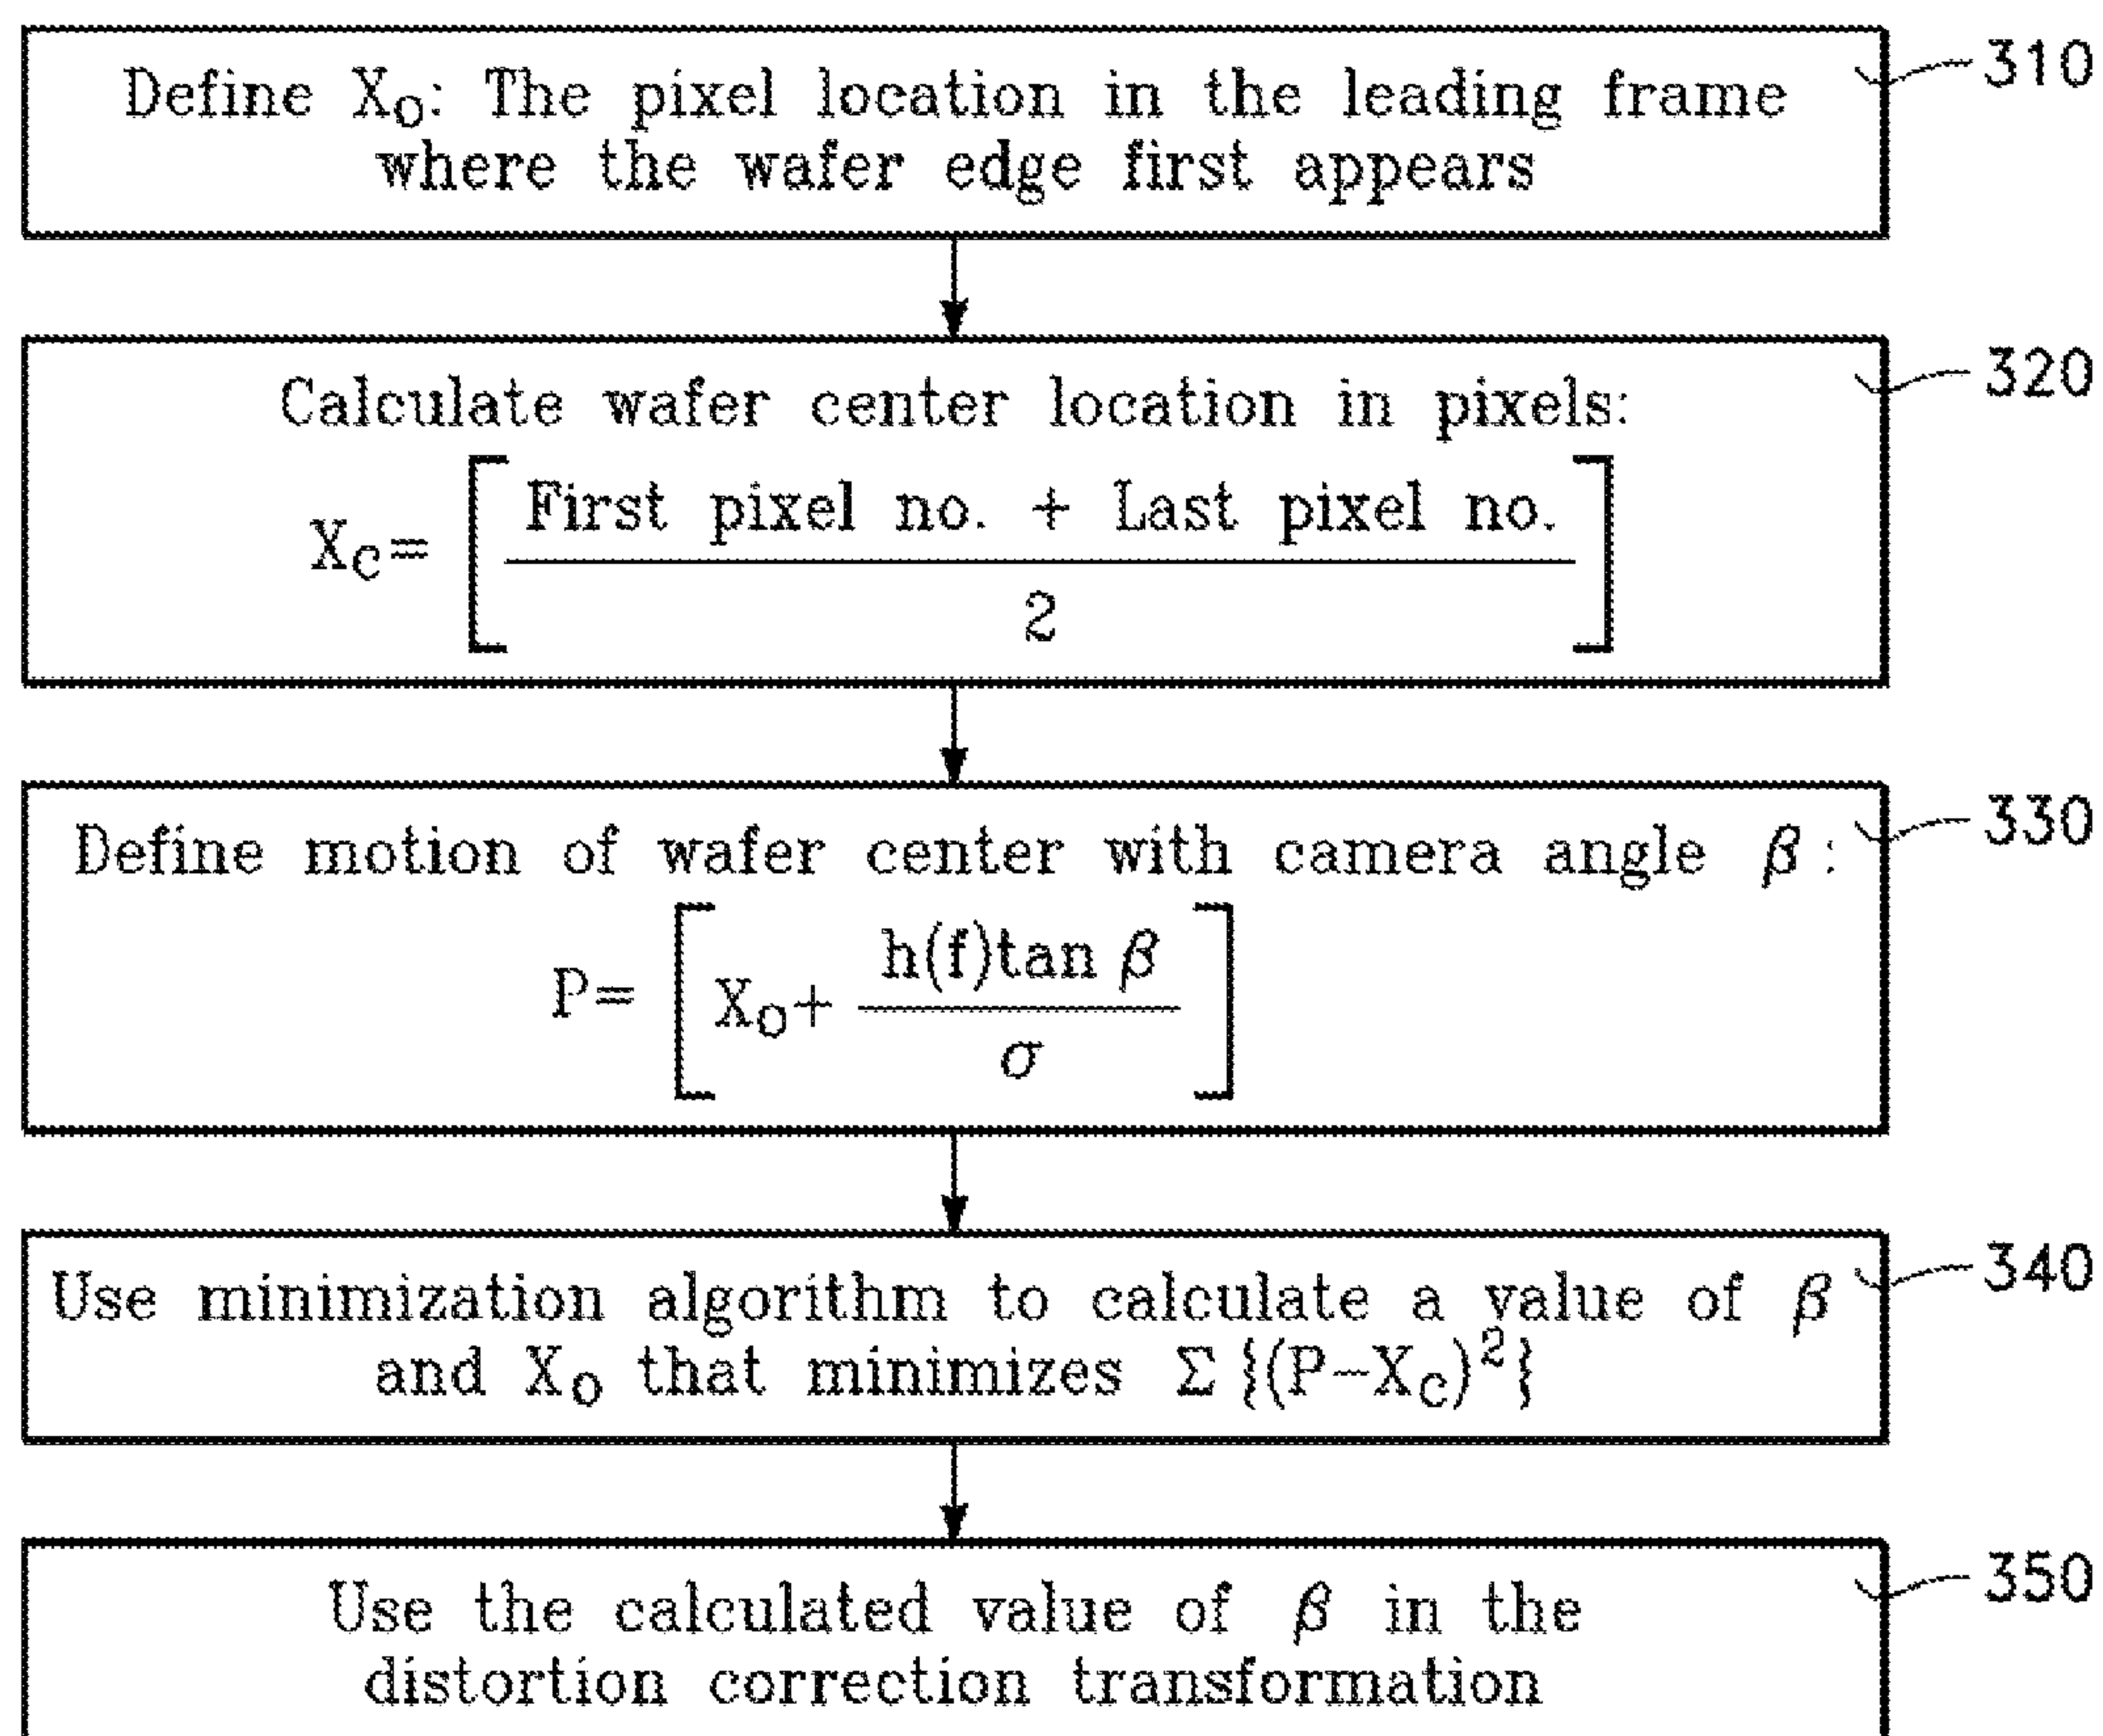 Define X₀: The pixel location in the leading frame
where the wafer edge first appears
310
Calculate wafer center location in pixels:
X_C = [First pixel no. + Last pixel no. / 2]
320
Define motion of wafer center with camera angle β :
P = [X₀ + h(f)tan β / σ]
330
Use minimization algorithm to calculate a value of β
and X₀ that minimizes Σ {(P−X_C)²}
340
Use the calculated value of β in the
distortion correction transformation
350